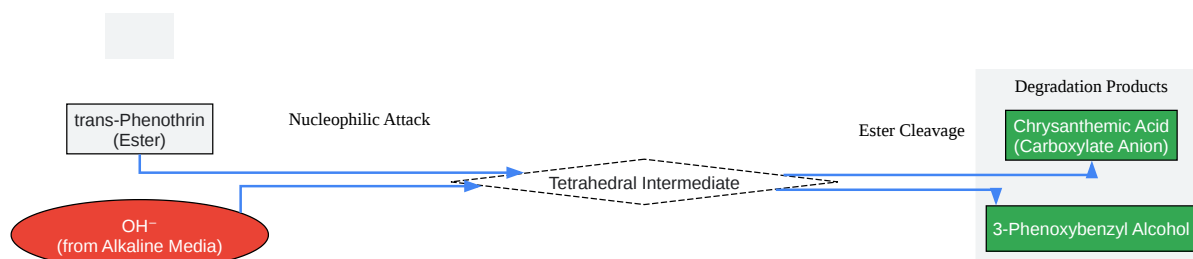 Degradation Products
trans-Phenothrin
(Ester)
Nucleophilic Attack
Ester Cleavage
Chrysanthemic Acid
(Carboxylate Anion)
Tetrahedral Intermediate
OH⁻
(from Alkaline Media)
3-Phenoxybenzyl Alcohol